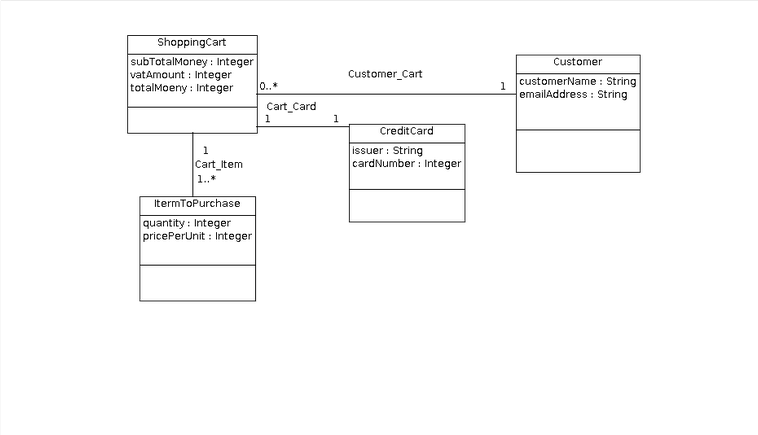 ShoppingCart
subTotalMoney : Integer
vatAmount : Integer
totalMoeny : Integer
Customer_Cart
0..*
1
Customer
customerName : String
emailAddress : String
Cart_Card
1
1
CreditCard
issuer : String
cardNumber : Integer
1
Cart_Item
1..*
ItermToPurchase
quantity : Integer
pricePerUnit : Integer